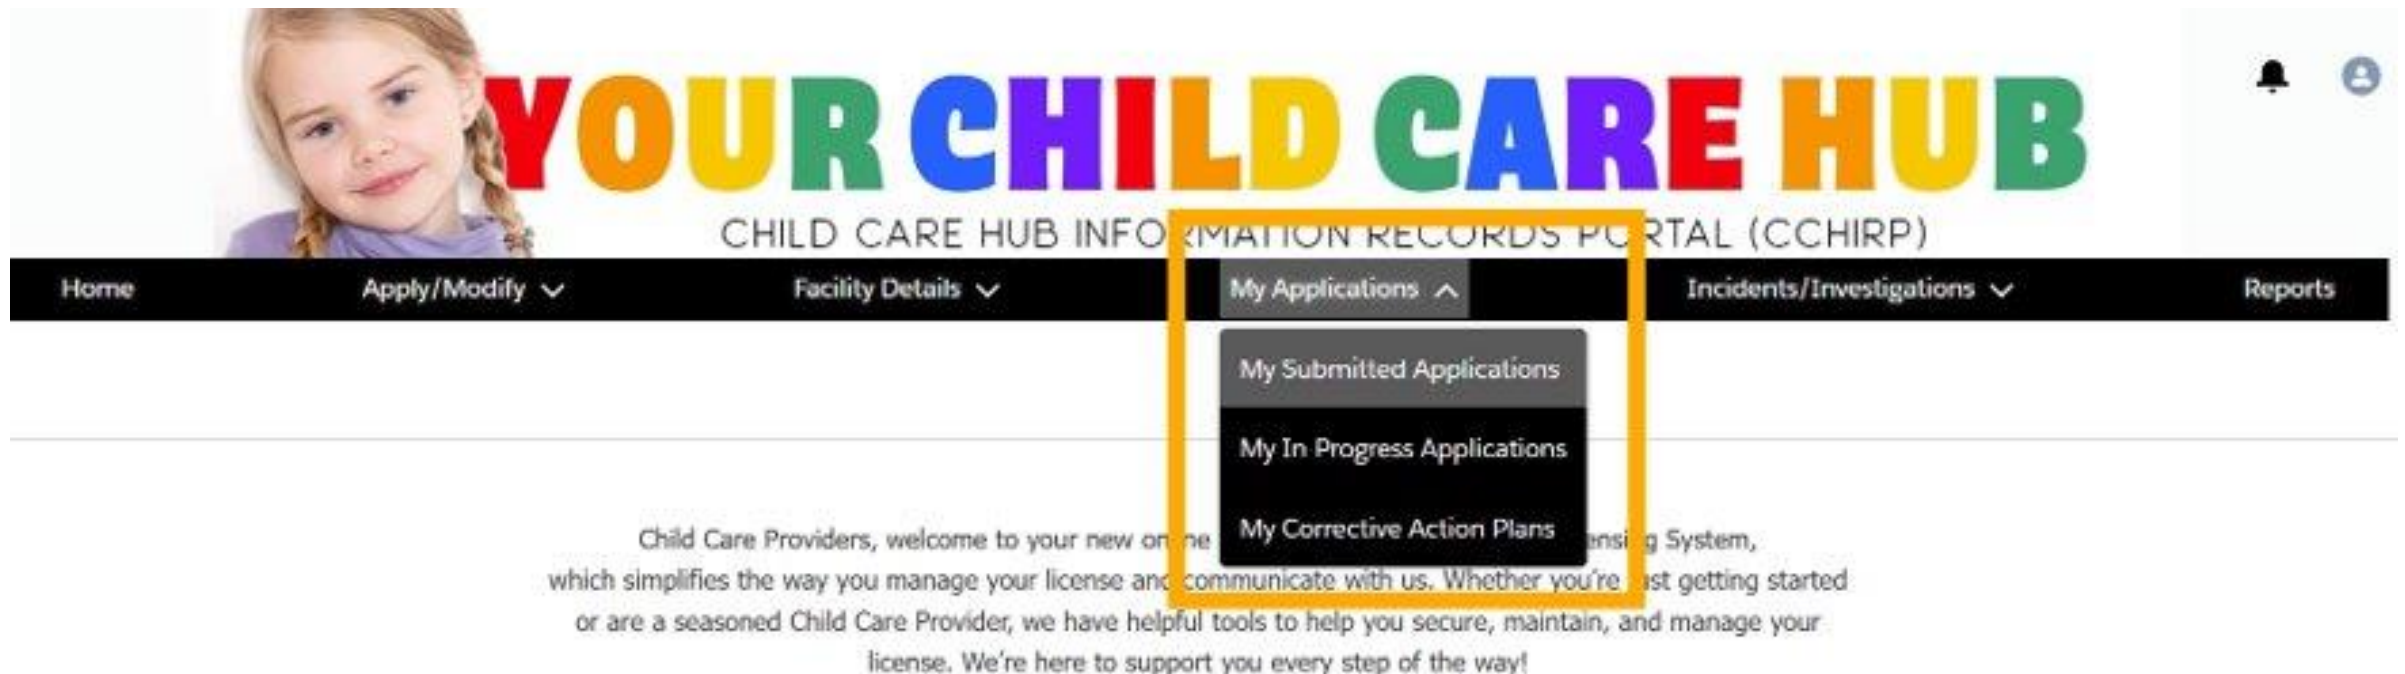 YOUR CHILD CARE HUB
CHILD CARE HUB INFORMATION RECORDS PORTAL (CCHIRP)
Home Apply/Modify Facility Details My Applications Incidents/Investigations Reports
My Submitted Applications
My In Progress Applications
My Corrective Action Plans
Child Care Providers, welcome to your new System,
which simplifies the way you manage your license and communicate with us. Whether you're just getting started
or are a seasoned Child Care Provider, we have helpful tools to help you secure, maintain, and manage your
license. We're here to support you every step of the way!